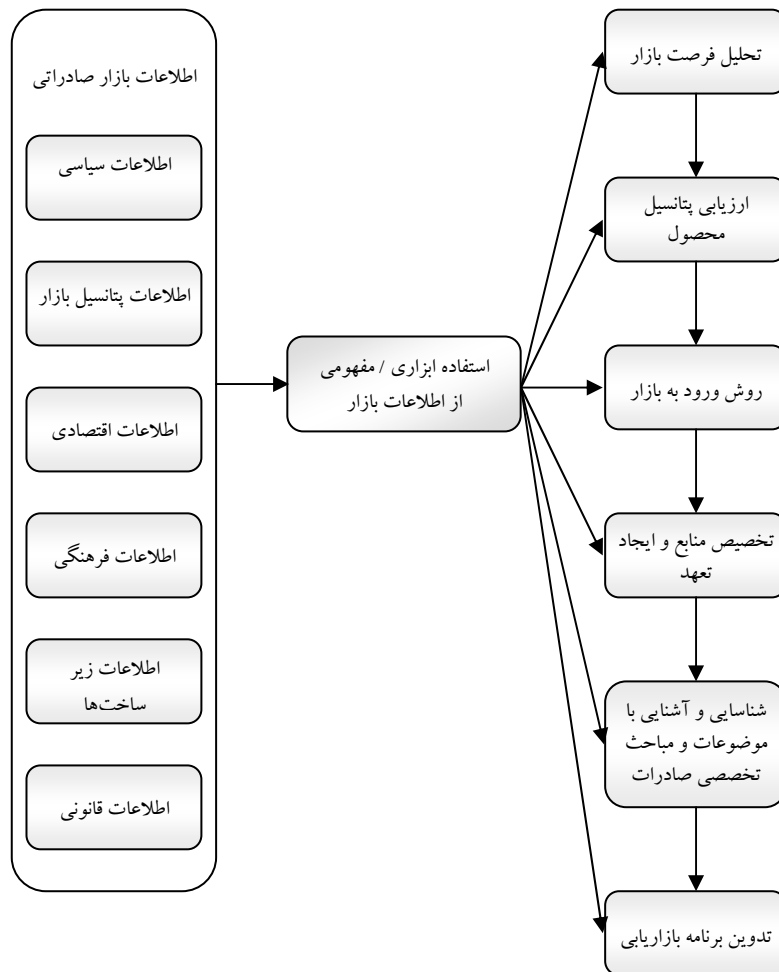 اطلاعات بازار صادراتی
اطلاعات سیاسی
اطلاعات پتانسیل بازار
اطلاعات اقتصادی
اطلاعات فرهنگی
اطلاعات زیر
ساخت‌ها
اطلاعات قانونی
استفاده ابزاری / مفهومی
از اطلاعات بازار
تحلیل فرصت بازار
ارزیابی پتانسیل
محصول
روش ورود به بازار
تخصیص منابع و ایجاد
تعهد
شناسایی و آشنایی با
موضوعات و مباحث
تخصصی صادرات
تدوین برنامه بازاریابی